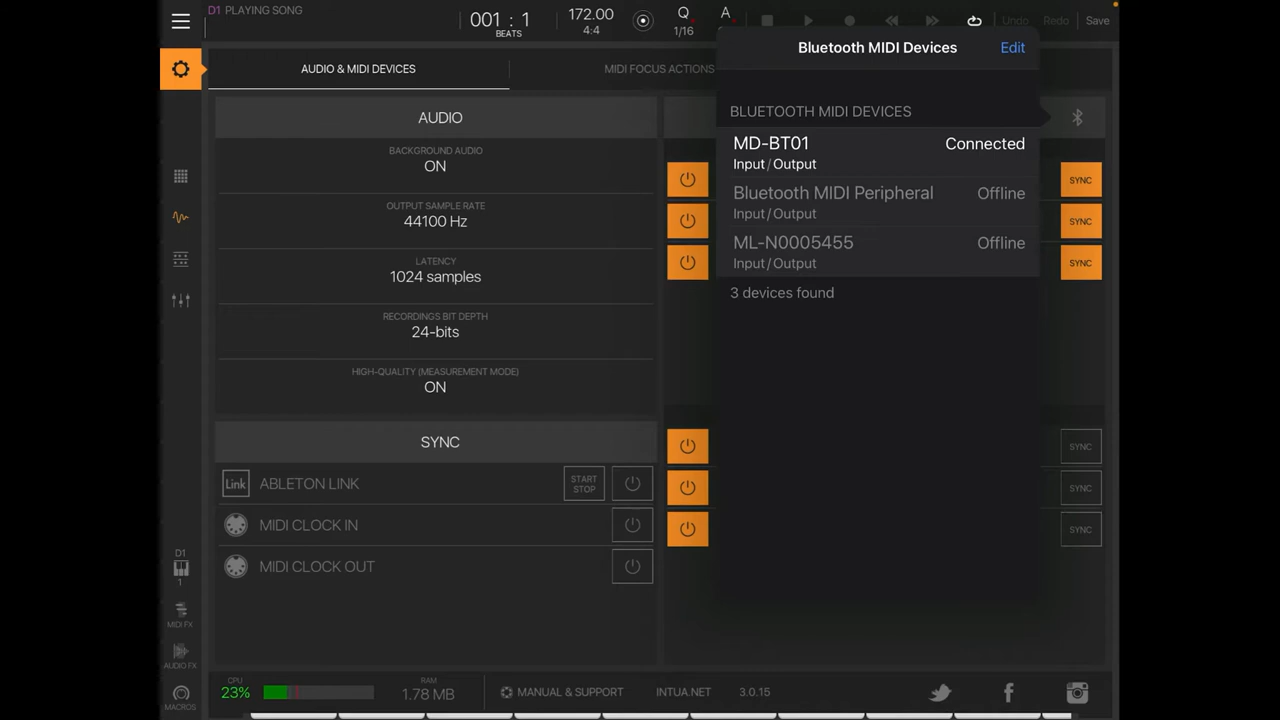 D1 PLAYING SONG
001 : 1
BEATS
172.00
4:4
Q
1/16
A
Undo
Redo
Save
AUDIO & MIDI DEVICES
MIDI FOCUS ACTIONS
AUDIO
BACKGROUND AUDIO
ON
OUTPUT SAMPLE RATE
44100 Hz
LATENCY
1024 samples
RECORDINGS BIT DEPTH
24-bits
HIGH-QUALITY (MEASUREMENT MODE)
ON
SYNC
Link
ABLETON LINK
START
STOP
MIDI CLOCK IN
MIDI CLOCK OUT
Bluetooth MIDI Devices
Edit
BLUETOOTH MIDI DEVICES
MD-BT01
Connected
Input/Output
Bluetooth MIDI Peripheral
Offline
Input/Output
ML-N0005455
Offline
Input/Output
3 devices found
SYNC
SYNC
SYNC
SYNC
SYNC
SYNC
D1
1
MIDI FX
AUDIO FX
MACROS
CPU
23%
RAM
1.78 MB
MANUAL & SUPPORT
INTUA.NET
3.0.15